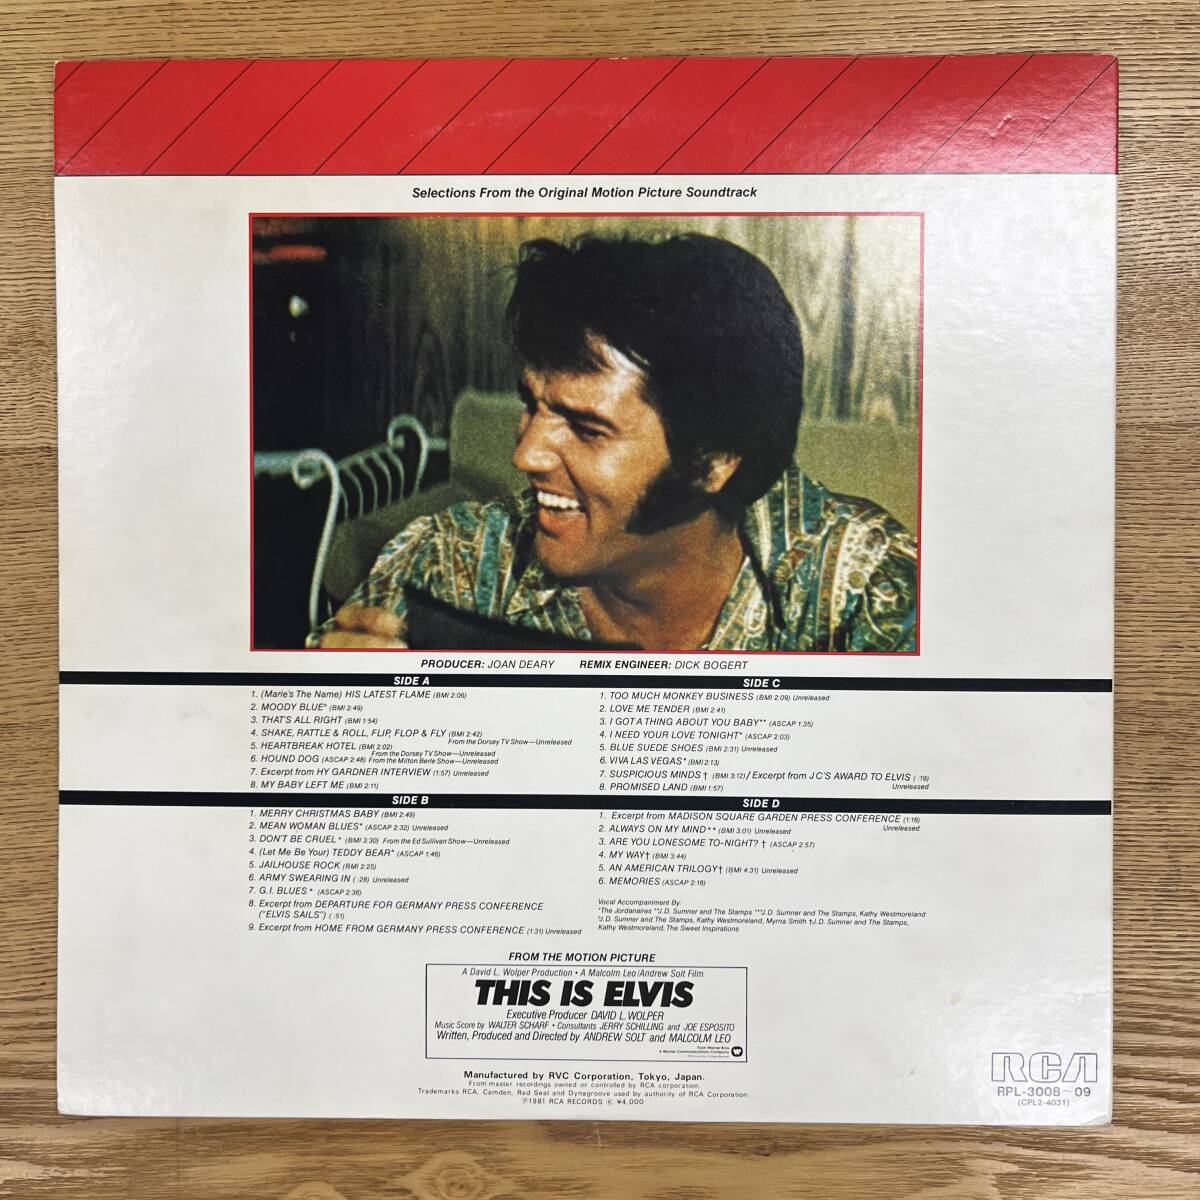 Selections From the Original Motion Picture Soundtrack
PRODUCER: JOAN DEARY REMIX ENGINEER: DICK BOGERT
SIDE A
1. (Marie's The Name) HIS LATEST FLAME (BMI 2:06)
2. MOODY BLUE* (BMI 2:49)
3. THAT'S ALL RIGHT (BMI 1:54)
4. SHAKE, RATTLE & ROLL, FLIP, FLOP & FLY (BMI 2:42)
From the Dorsey TV Show—Unreleased
5. HEARTBREAK HOTEL (BMI 2:02)
From the Dorsey TV Show—Unreleased
6. HOUND DOG (ASCAP 2:48) From the Milton Berle Show—Unreleased
7. Excerpt from HY GARDNER INTERVIEW (1:57) Unreleased
8. MY BABY LEFT ME (BMI 2:11)
SIDE B
1. MERRY CHRISTMAS BABY (BMI 2:49)
2. MEAN WOMAN BLUES* (ASCAP 2:32) Unreleased
3. DON'T BE CRUEL* (BMI 3:30) From the Ed Sullivan Show—Unreleased
4. (Let Me Be Your) TEDDY BEAR* (ASCAP 1:46)
5. JAILHOUSE ROCK (BMI 2:25)
6. ARMY SWEARING IN (:28) Unreleased
7. G.I. BLUES* (ASCAP 2:36)
8. Excerpt from DEPARTURE FOR GERMANY PRESS CONFERENCE
("ELVIS SAILS") (:51)
9. Excerpt from HOME FROM GERMANY PRESS CONFERENCE (1:31) Unreleased
SIDE C
1. TOO MUCH MONKEY BUSINESS (BMI 2:09) Unreleased
2. LOVE ME TENDER (BMI 2:41)
3. I GOT A THING ABOUT YOU BABY** (ASCAP 1:35)
4. I NEED YOUR LOVE TONIGHT* (ASCAP 2:03)
5. BLUE SUEDE SHOES (BMI 2:31) Unreleased
6. VIVA LAS VEGAS* (BMI 2:13)
7. SUSPICIOUS MINDS† (BMI 3:12)/Excerpt from JC'S AWARD TO ELVIS (:19)
Unreleased
8. PROMISED LAND (BMI 1:57)
SIDE D
1. Excerpt from MADISON SQUARE GARDEN PRESS CONFERENCE (1:16)
Unreleased
2. ALWAYS ON MY MIND** (BMI 3:01) Unreleased
3. ARE YOU LONESOME TO-NIGHT? † (ASCAP 2:57)
4. MY WAY† (BMI 3:44)
5. AN AMERICAN TRILOGY† (BMI 4:31) Unreleased
6. MEMORIES (ASCAP 2:18)
Vocal Accompaniment By:
*The Jordanaires **J.D. Sumner and The Stamps ***J.D. Sumner and The Stamps, Kathy Westmoreland
J.D. Sumner and The Stamps, Kathy Westmoreland, Myrna Smith †J.D. Sumner and The Stamps,
Kathy Westmoreland, The Sweet Inspirations
FROM THE MOTION PICTURE
A David L. Wolper Production • A Malcolm Leo/Andrew Solt Film
THIS IS ELVIS
Executive Producer DAVID L. WOLPER
Music Score by WALTER SCHARF • Consultants JERRY SCHILLING and JOE ESPOSITO
Written, Produced and Directed by ANDREW SOLT and MALCOLM LEO
From Warner Bros
A Warner Communications Company
Manufactured by RVC Corporation, Tokyo, Japan.
From master recordings owned or controlled by RCA corporation.
Trademarks RCA, Camden, Red Seal and Dynagroove used by authority of RCA Corporation
Ⓟ1981 RCA RECORDS Ⓚ ¥4,000
RCA
RPL-3008~09
(CPL2-4031)